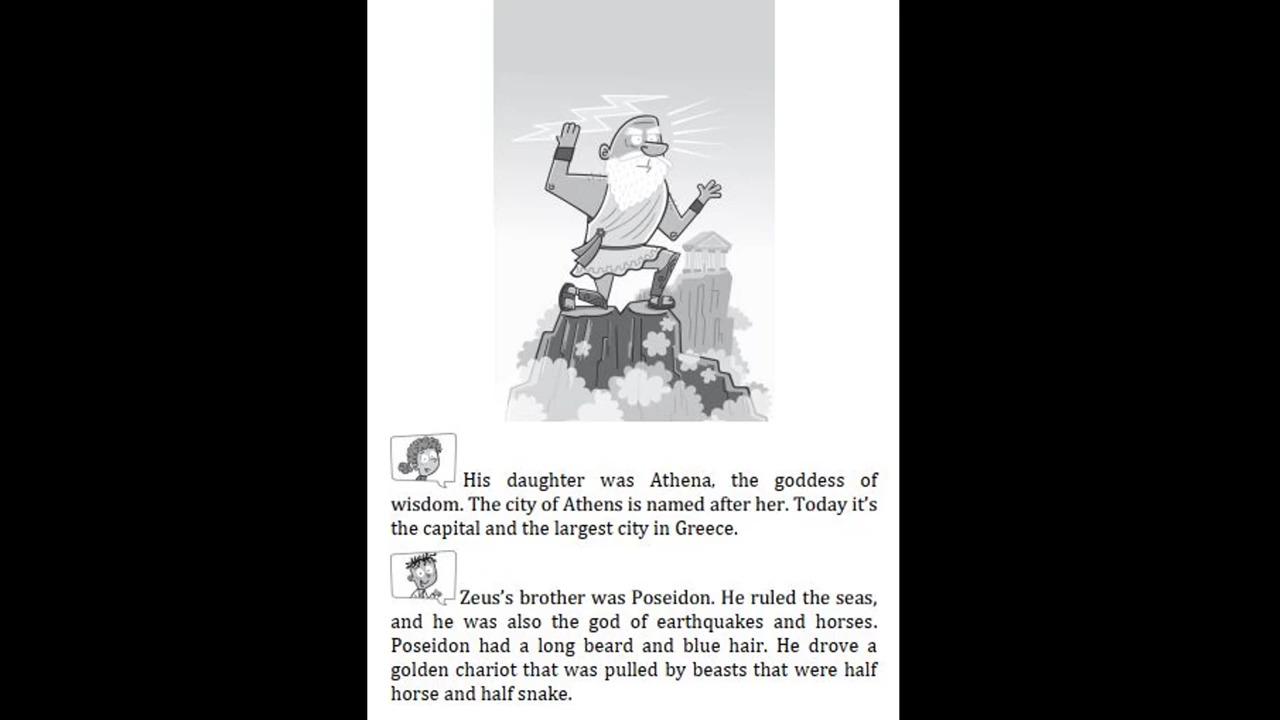 His daughter was Athena, the goddess of
wisdom. The city of Athens is named after her. Today it's
the capital and the largest city in Greece.
Zeus's brother was Poseidon. He ruled the seas,
and he was also the god of earthquakes and horses.
Poseidon had a long beard and blue hair. He drove a
golden chariot that was pulled by beasts that were half
horse and half snake.